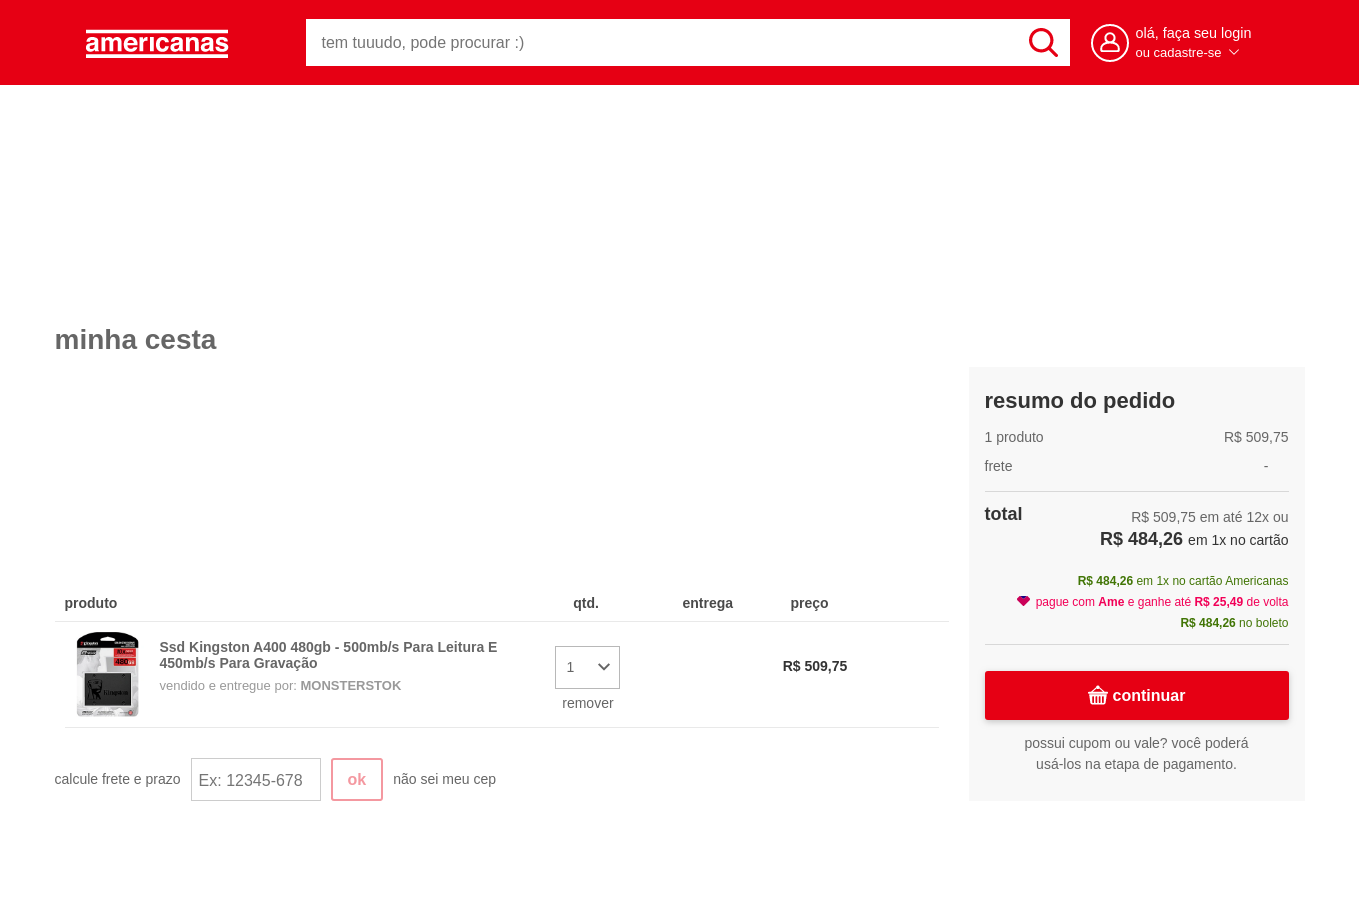 americanas
tem tuuudo, pode procurar :)
olá, faça seu login
ou cadastre-se
minha cesta
produto
qtd.
entrega
preço
Ssd Kingston A400 480gb - 500mb/s Para Leitura E
450mb/s Para Gravação
vendido e entregue por: MONSTERSTOK
1
remover
R$ 509,75
calcule frete e prazo
Ex: 12345-678
ok
não sei meu cep
resumo do pedido
1 produto
R$ 509,75
frete
-
total
R$ 509,75 em até 12x ou
R$ 484,26 em 1x no cartão
R$ 484,26 em 1x no cartão Americanas
pague com Ame e ganhe até R$ 25,49 de volta
R$ 484,26 no boleto
continuar
possui cupom ou vale? você poderá
usá-los na etapa de pagamento.